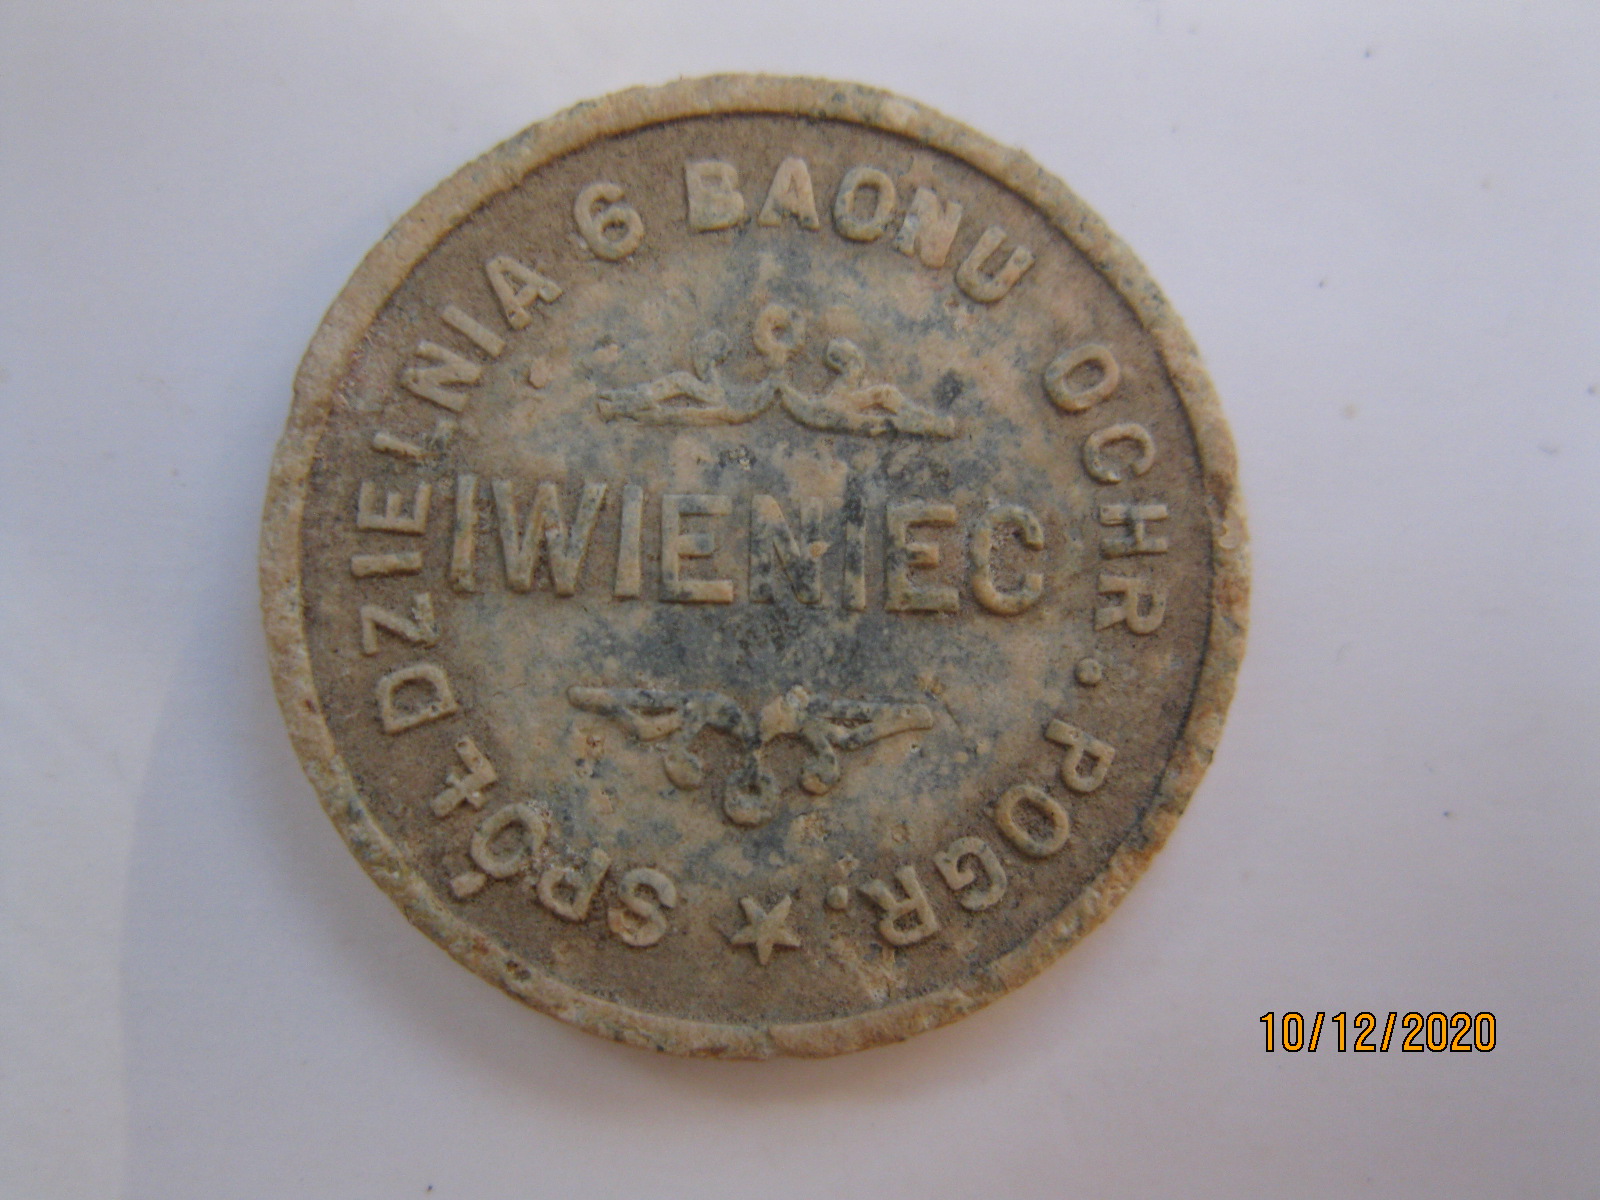 SPÓŁDZIELNIA 6 BAONU OCHR. POGR.
IWIENIEC
10/12/2020